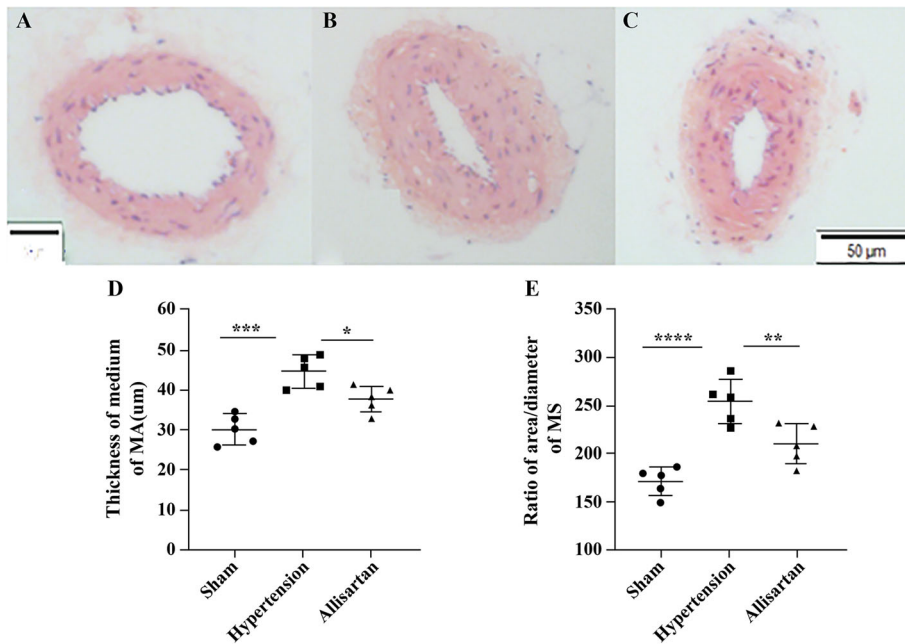 A
B
C
50 µm
D
E
Thickness of medium
of MA(um)
60
50
40
30
20
10
0
***
*
Sham
Hypertension
Allisartan
Ratio of area/diameter
of MS
350
300
250
200
150
100
****
**
Sham
Hypertension
Allisartan